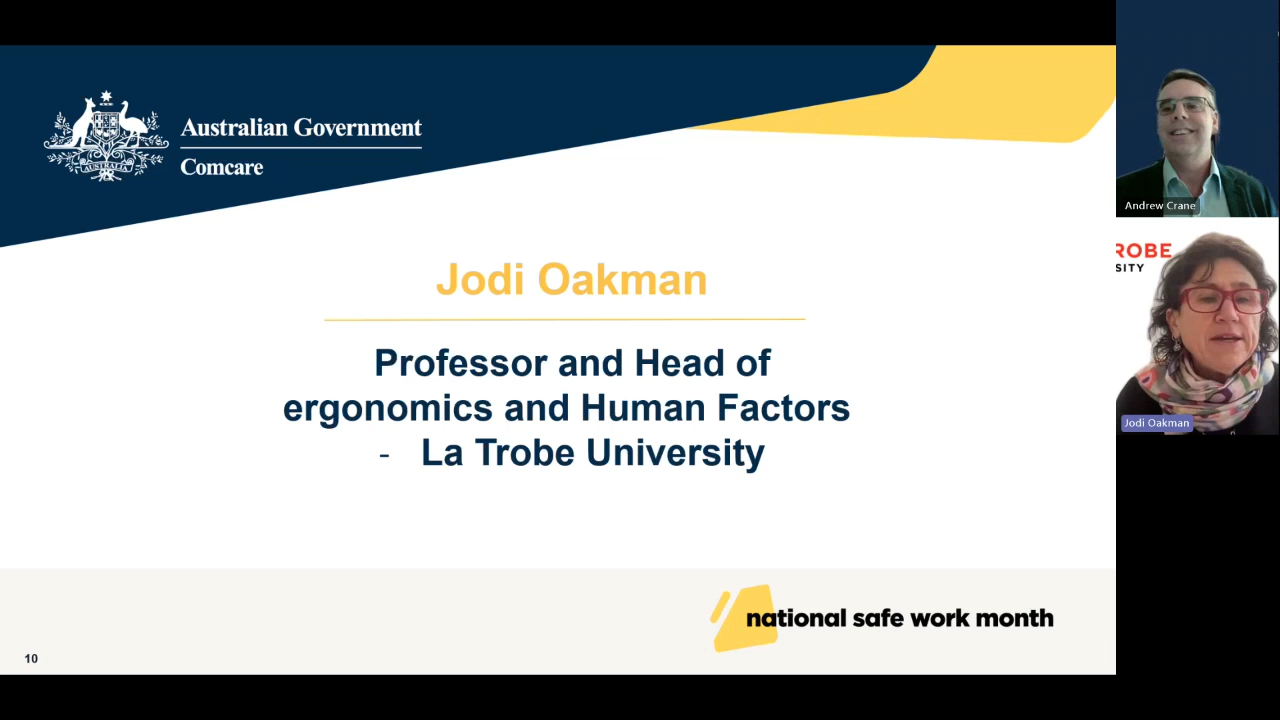 Australian Government
Comcare
AUSTRALIA
Jodi Oakman
Professor and Head of
ergonomics and Human Factors
- La Trobe University
national safe work month
10
Andrew Crane
ROBE
SITY
Jodi Oakman